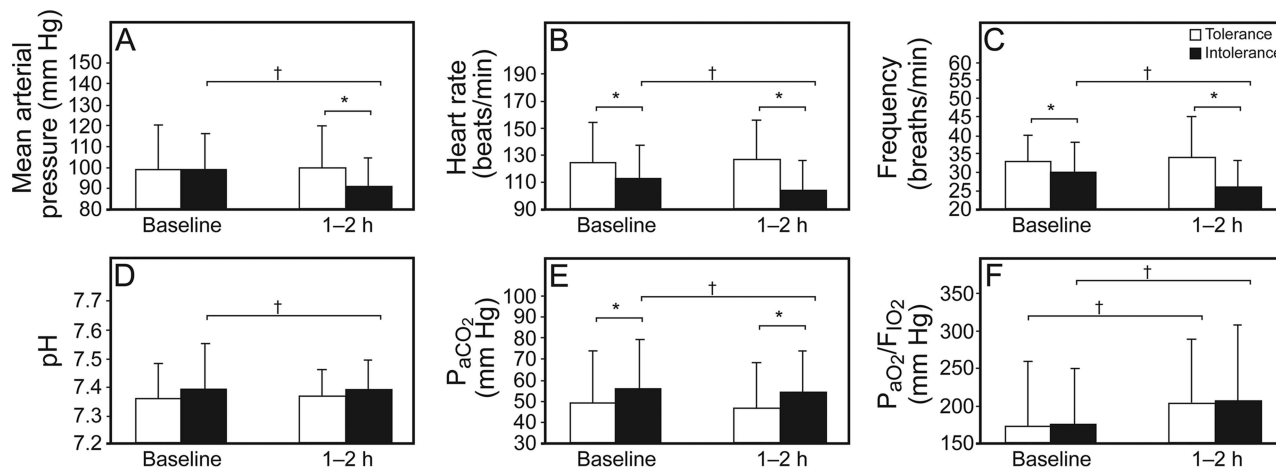 A
Mean arterial
pressure (mm Hg)
150
140
130
120
110
100
90
80
†
*
Baseline
1–2 h
B
Heart rate
(beats/min)
190
170
150
130
110
90
*
†
*
Baseline
1–2 h
C
Tolerance
Intolerance
Frequency
(breaths/min)
60
55
50
45
40
35
30
25
20
*
†
*
Baseline
1–2 h
D
pH
7.7
7.6
7.5
7.4
7.3
7.2
†
Baseline
1–2 h
E
PaCO2
(mm Hg)
100
90
80
70
60
50
40
30
*
†
*
Baseline
1–2 h
F
PaO2/FIO2
(mm Hg)
350
300
250
200
150
†
†
Baseline
1–2 h